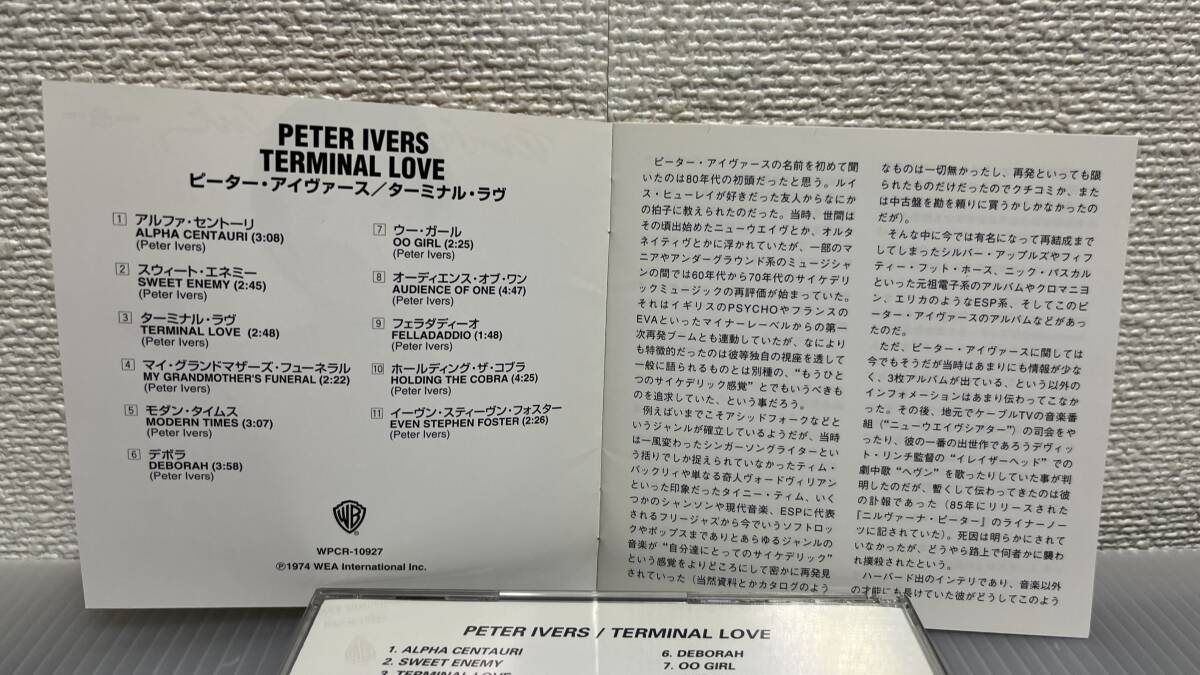 PETER IVERS
TERMINAL LOVE
ピーター・アイヴァース／ターミナル・ラヴ
1 アルファ・セントーリ
ALPHA CENTAURI (3:08)
(Peter Ivers)
2 スウィート・エネミー
SWEET ENEMY (2:45)
(Peter Ivers)
3 ターミナル・ラヴ
TERMINAL LOVE (2:48)
(Peter Ivers)
4 マイ・グランドマザーズ・フューネラル
MY GRANDMOTHER'S FUNERAL (2:22)
(Peter Ivers)
5 モダン・タイムス
MODERN TIMES (3:07)
(Peter Ivers)
6 デボラ
DEBORAH (3:58)
(Peter Ivers)
7 ウー・ガール
OO GIRL (2:25)
(Peter Ivers)
8 オーディエンス・オブ・ワン
AUDIENCE OF ONE (4:47)
(Peter Ivers)
9 フェラダディーオ
FELLADADDIO (1:48)
(Peter Ivers)
10 ホールディング・ザ・コブラ
HOLDING THE COBRA (4:25)
(Peter Ivers)
11 イーヴン・スティーヴン・フォスター
EVEN STEPHEN FOSTER (2:26)
(Peter Ivers)
WB
WPCR-10927
℗1974 WEA International Inc.
ピーター・アイヴァースの名前を初めて聞
いたのは80年代の初頭だったと思う。ルイ
ス・ヒューレイが好きだった友人からなにか
の拍子に教えられたのだった。当時、世間は
その頃出始めたニューウエイヴとか、オルタ
ネイティヴとかに浮かれていたが、一部のマ
ニアやアンダーグラウンド系のミュージシャ
ンの間では60年代から70年代のサイケデリ
ックミュージックの再評価が始まっていた。
それはイギリスのPSYCHOやフランスの
EVAといったマイナーレーベルからの第一
次再発ブームとも連動していたが、なにより
も特徴的だったのは彼等独自の視座を透して
一般に語られるものとは別種の、“もうひと
つのサイケデリック感覚”とでもいうべきも
のを追求していた、という事だろう。
例えばいまでこそアシッドフォークなどと
いうジャンルが確立しているようだが、当時
は一風変わったシンガーソングライターとい
う括りでしか捉えられていなかったティム・
バックリィや単なる奇人ヴォードヴィリアン
といった印象だったタイニー・ティム、いく
つかのシャンソンや現代音楽、ESPに代表
されるフリージャズから今でいうソフトロッ
クやポップスまでありとあらゆるジャンルの
音楽が“自分達にとってのサイケデリック”
という感覚をよりどころにして密かに再発見
されていった（当然資料とかカタログのよう
なものは一切無かったし、再発といっても限
られたものだけだったのでクチコミか、また
は中古盤を勘を頼りに買うかしかなかったの
だが）。
そんな中に今では有名になって再結成まで
してしまったシルバー・アップルズやフィフ
ティー・フット・ホース、ニック・パスカル
といった元祖電子系のアルバムやクロマニヨ
ン、エリカのようなESP系、そしてこのピ
ーター・アイヴァースのアルバムなどがあっ
たのだ。
ただ、ピーター・アイヴァースに関しては
今でもそうだが当時はあまりにも情報が少な
く、3枚アルバムが出ている、という以外の
インフォメーションはあまり伝わってこなか
った。その後、地元でケーブルTVの音楽番
組（“ニューウエイヴシアター”）の司会をや
ったり、彼の一番の出世作であろうデヴィッ
ト・リンチ監督の“イレイザーヘッド”での
劇中歌“ヘヴン”を歌ったりしていた事が判
明したのだが、暫くして伝わってきたのは彼
の訃報であった（85年にリリースされた
『ニルヴァーナ・ピーター』のライナーノー
ツに記されていた）。死因は明らかにされて
いなかったが、どうやら路上で何者かに襲わ
れ撲殺されたという。
ハーバード出のインテリであり、音楽以外
の才能にも長けていた彼がどうしてこのよう
PETER IVERS / TERMINAL LOVE
1. ALPHA CENTAURI
2. SWEET ENEMY
3. TERMINAL LOVE
6. DEBORAH
7. OO GIRL